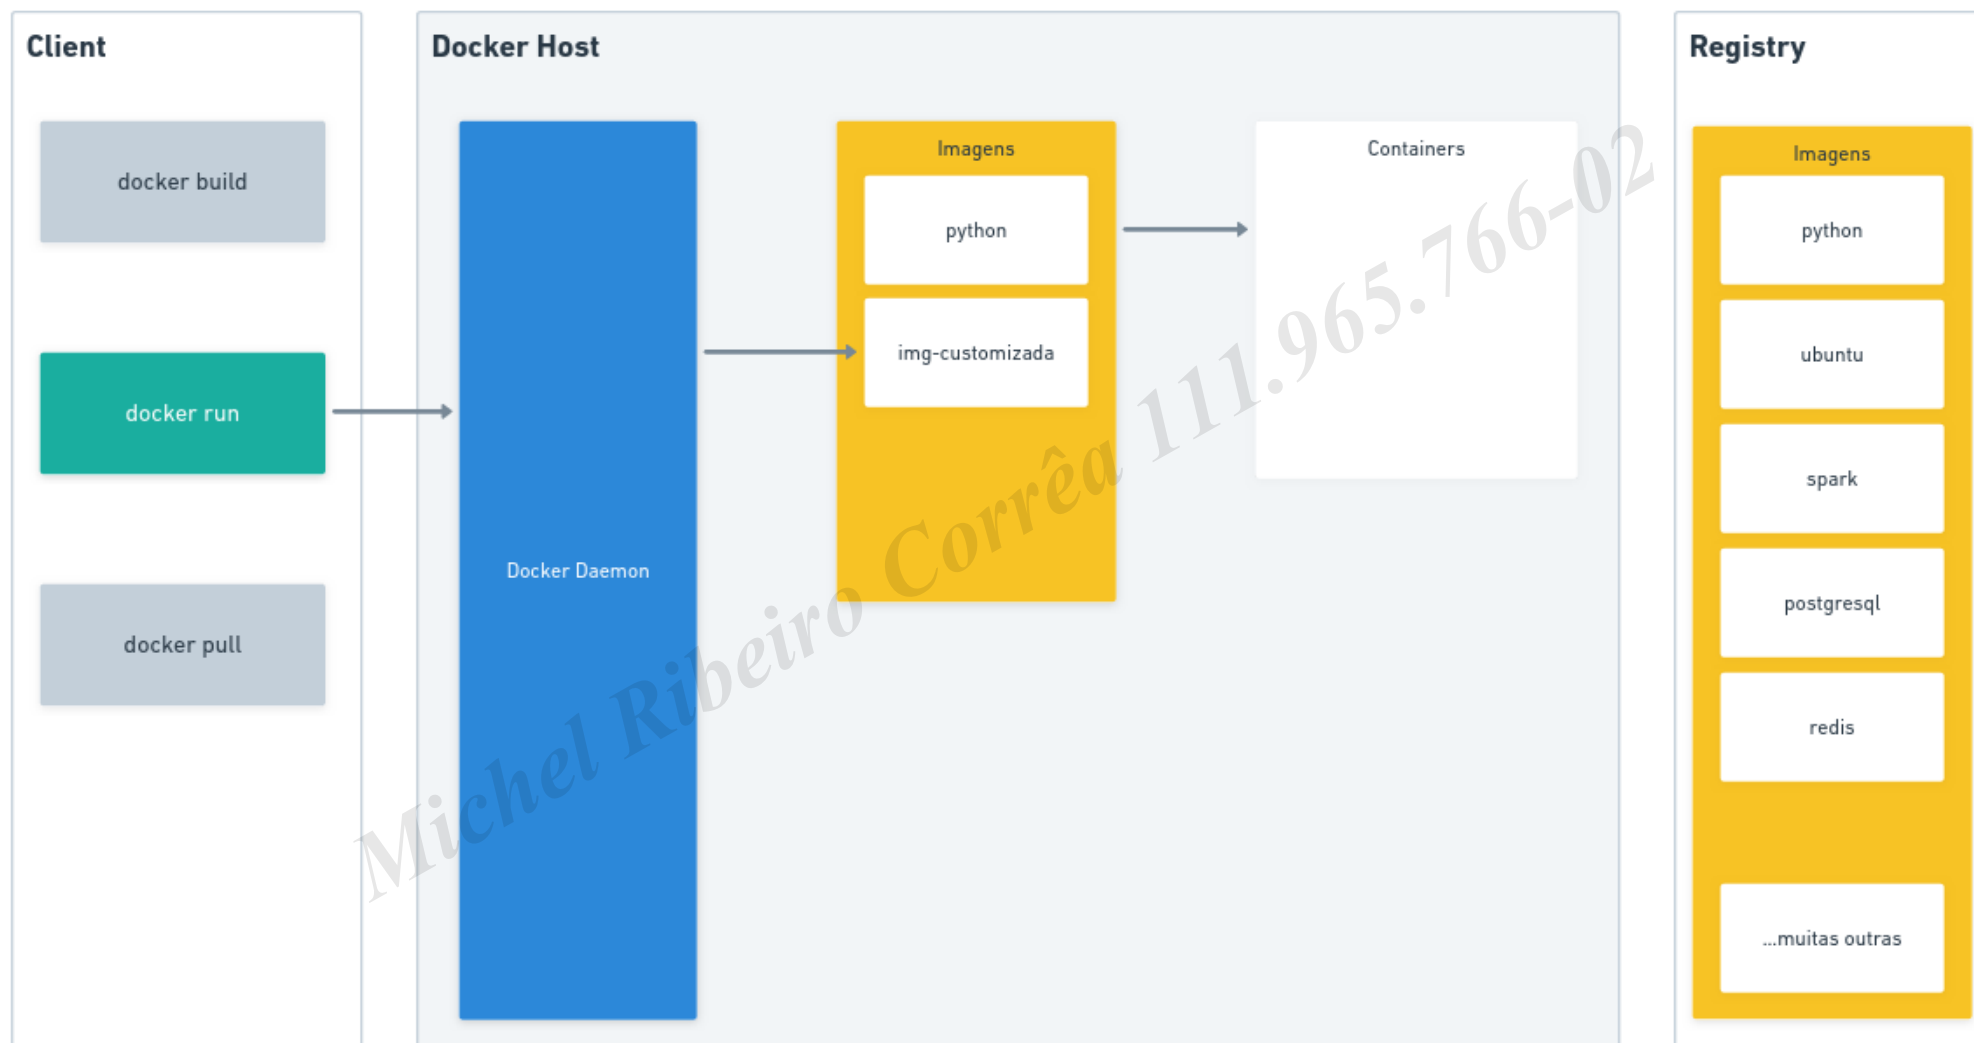 Client
docker build
docker run
docker pull
Docker Host
Docker Daemon
Imagens
python
img-customizada
Containers
Registry
Imagens
python
ubuntu
spark
postgresql
redis
...muitas outras
Michel Ribeiro Corrêa 111.965.766-02